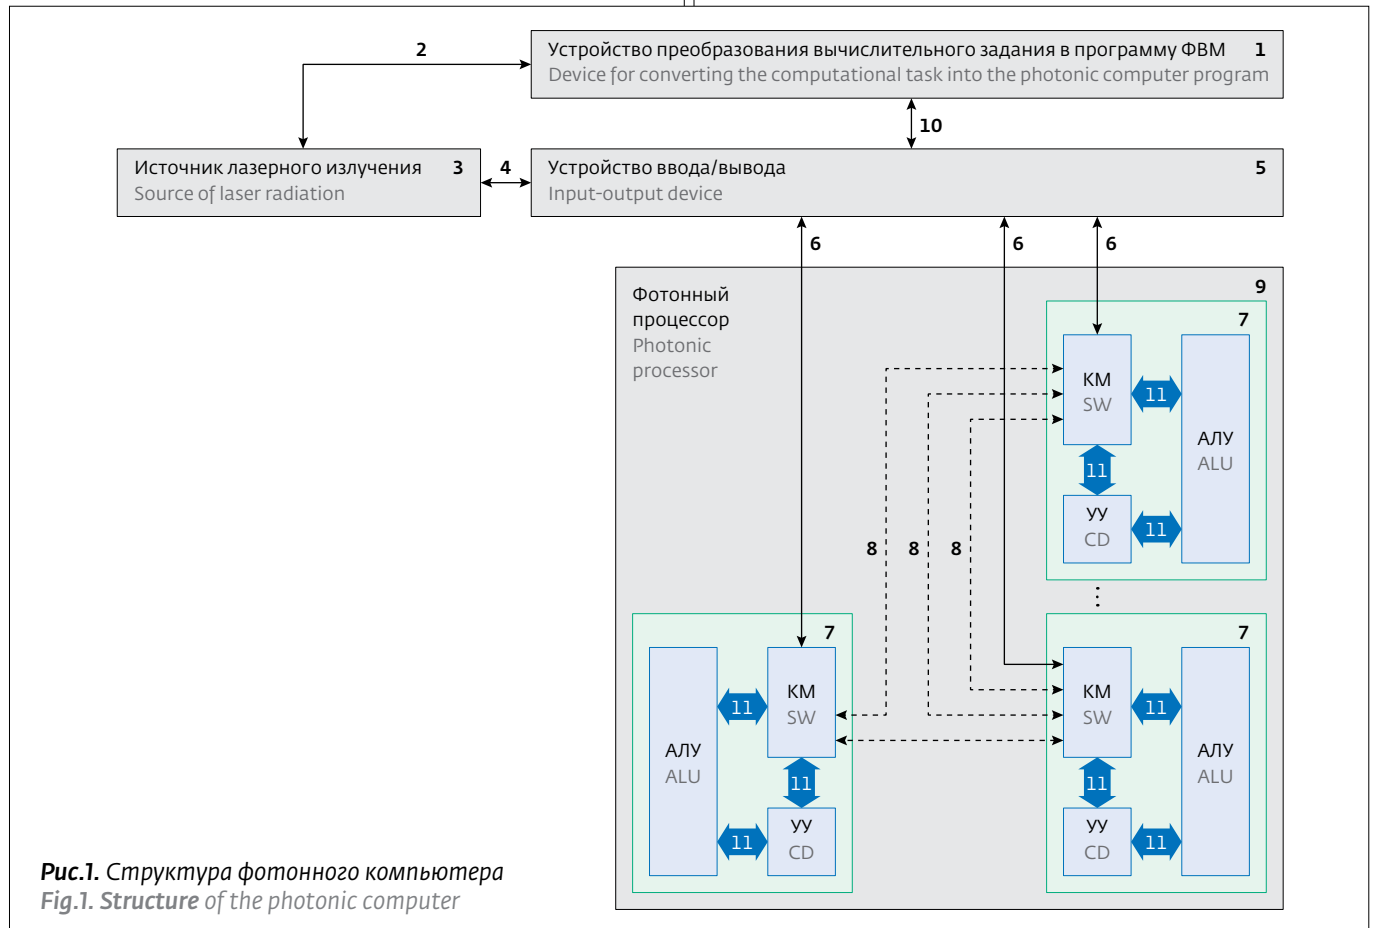 2
Устройство преобразования вычислительного задания в программу ФВМ 1
Device for converting the computational task into the photonic computer program
10
Источник лазерного излучения 3
Source of laser radiation
4
Устройство ввода/вывода 5
Input-output device
6
6
6
Фотонный
процессор
Photonic
processor
9
7
КМ
SW
11
АЛУ
ALU
11
УУ
CD
11
8
8
8
⋮
7
АЛУ
ALU
11
КМ
SW
11
11
УУ
CD
7
КМ
SW
11
АЛУ
ALU
11
УУ
CD
11
Рис.1. Структура фотонного компьютера
Fig.1. Structure of the photonic computer